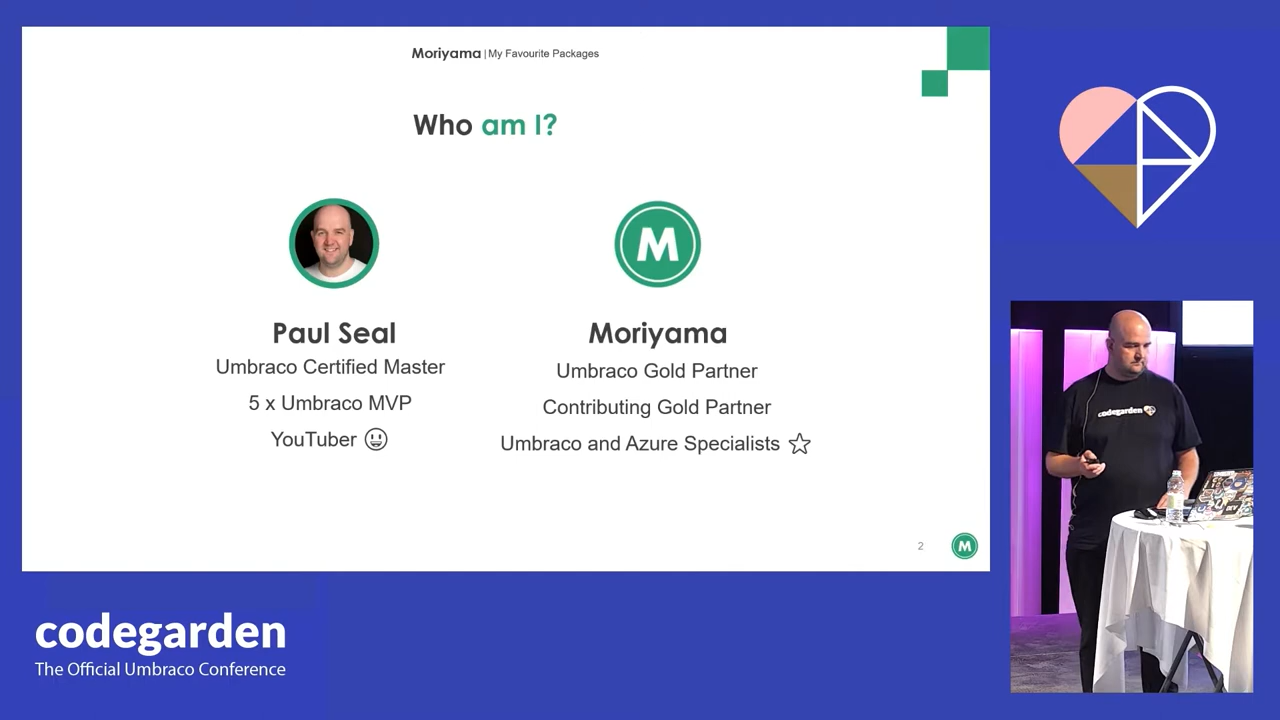 Moriyama | My Favourite Packages
Who am I?
Paul Seal
Umbraco Certified Master
5 x Umbraco MVP
YouTuber
M
Moriyama
Umbraco Gold Partner
Contributing Gold Partner
Umbraco and Azure Specialists
2
M
codegarden
DEV
codegarden
The Official Umbraco Conference